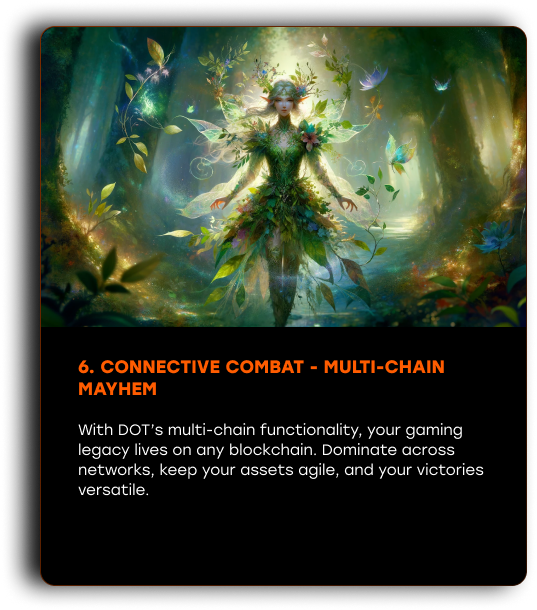 6. CONNECTIVE COMBAT - MULTI-CHAIN
MAYHEM
With DOT's multi-chain functionality, your gaming
legacy lives on any blockchain. Dominate across
networks, keep your assets agile, and your victories
versatile.